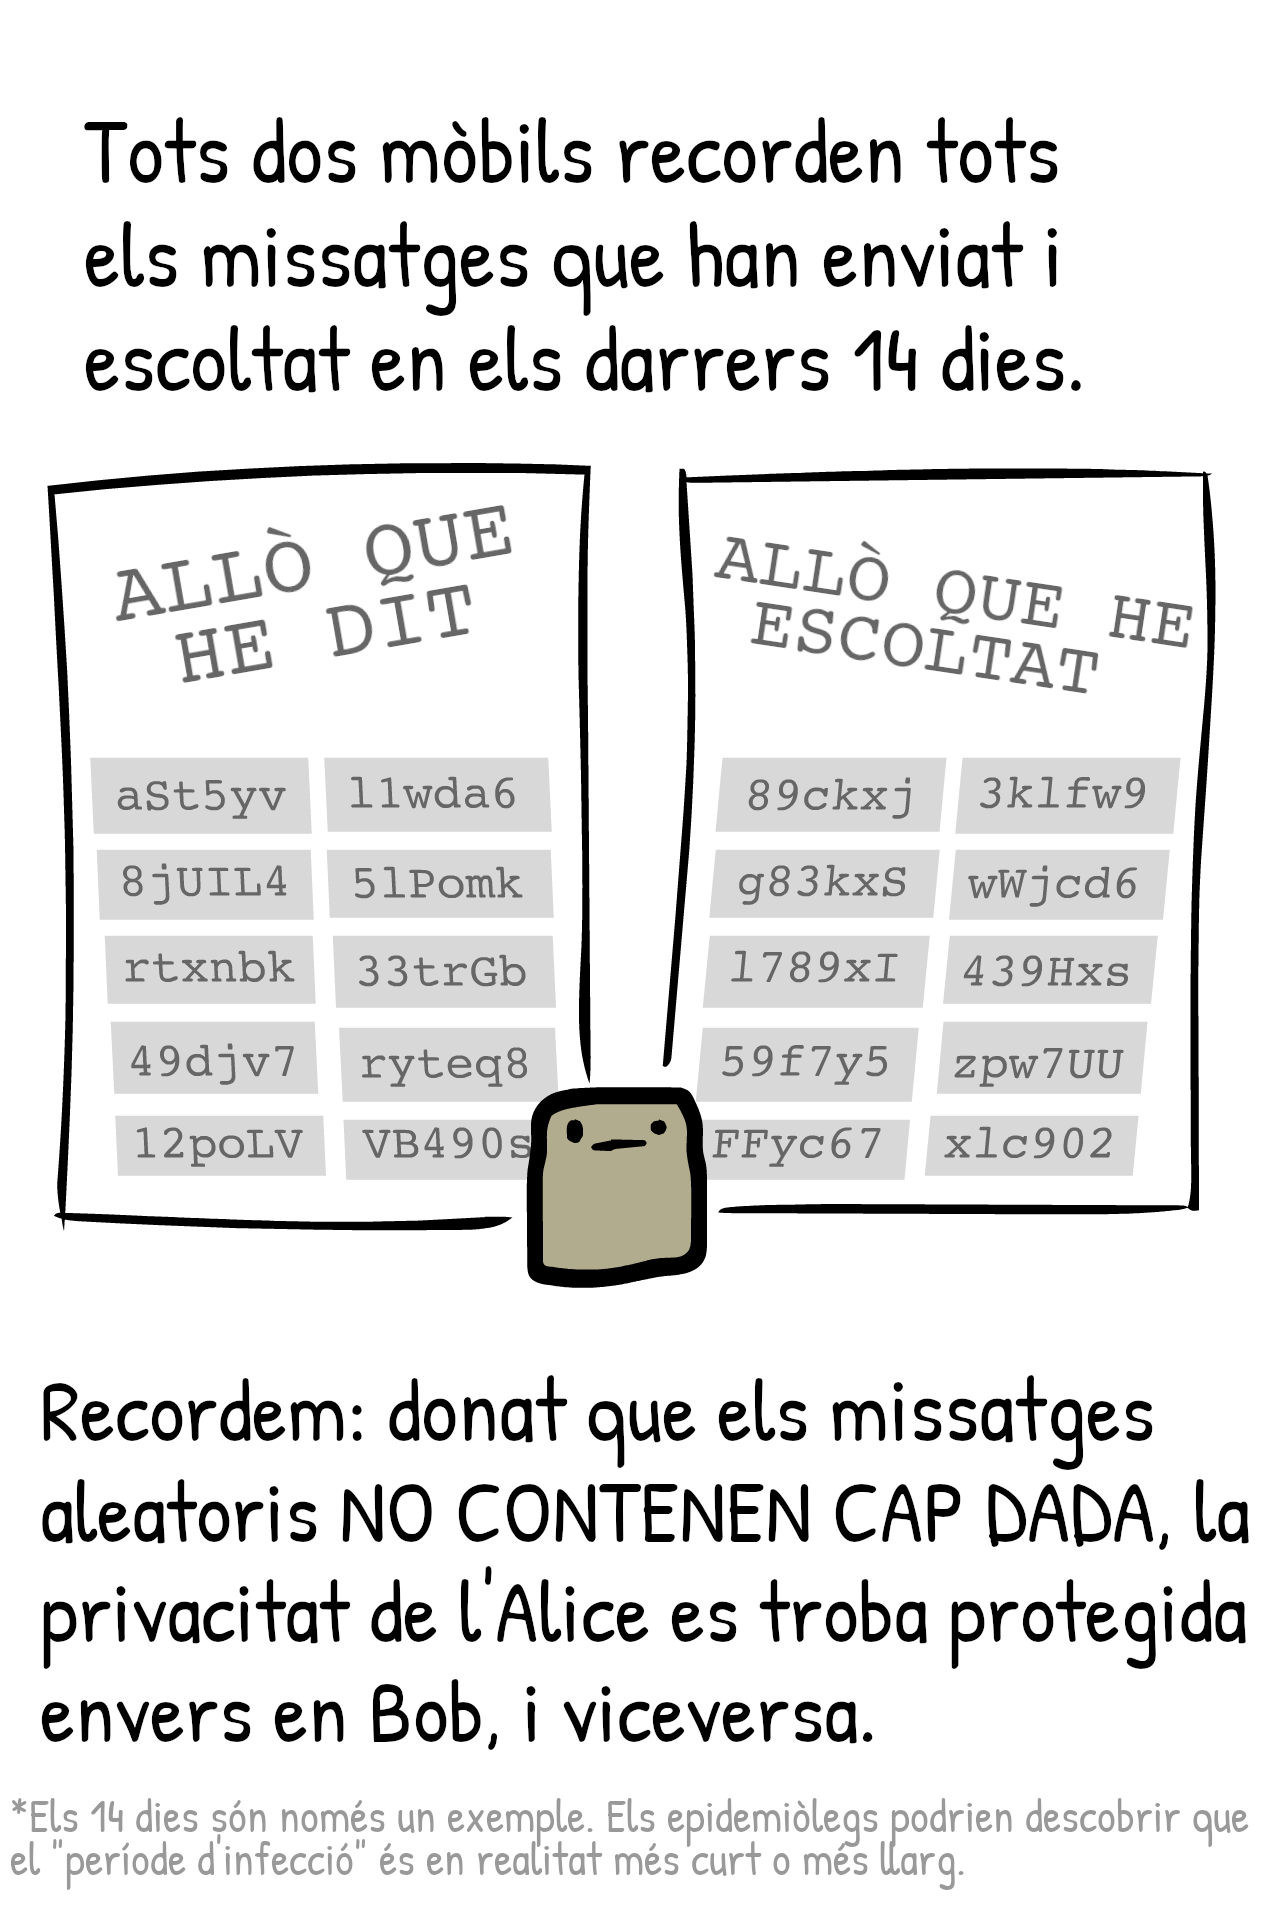 Tots dos mòbils recorden tots
els missatges que han enviat i
escoltat en els darrers 14 dies.
ALLÒ QUE
HE DIT
aSt5yv l1wda6
8jUIL4 5lPomk
rtxnbk 33trGb
49djv7 ryteq8
12poLV VB490s
ALLÒ QUE HE
ESCOLTAT
89ckxj 3klfw9
g83kxS wWjcd6
l789xI 439Hxs
59f7y5 zpw7UU
FFyc67 xlc902
Recordem: donat que els missatges
aleatoris NO CONTENEN CAP DADA, la
privacitat de l'Alice es troba protegida
envers en Bob, i viceversa.
*Els 14 dies són només un exemple. Els epidemiòlegs podrien descobrir que
el "període d'infecció" és en realitat més curt o més llarg.